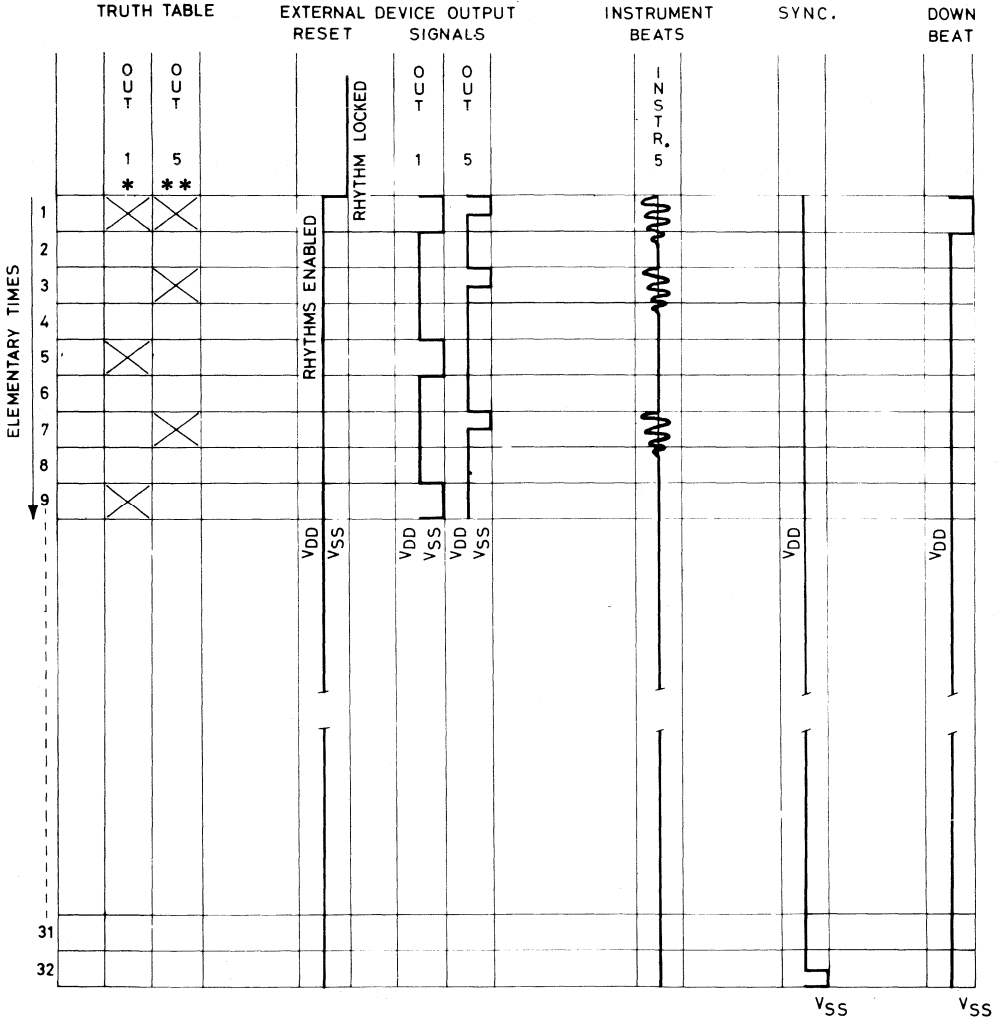 TRUTH TABLE
EXTERNAL DEVICE OUTPUT
RESET SIGNALS
INSTRUMENT
BEATS
SYNC.
DOWN
BEAT
OUT 1
*
OUT 5
**
RHYTHM LOCKED
RHYTHMS ENABLED
OUT 1
OUT 5
INSTR. 5
ELEMENTARY TIMES
1
2
3
4
5
6
7
8
9
VDD
VSS
VDD
VSS
VDD
VSS
VDD
VDD
31
32
VSS
VSS